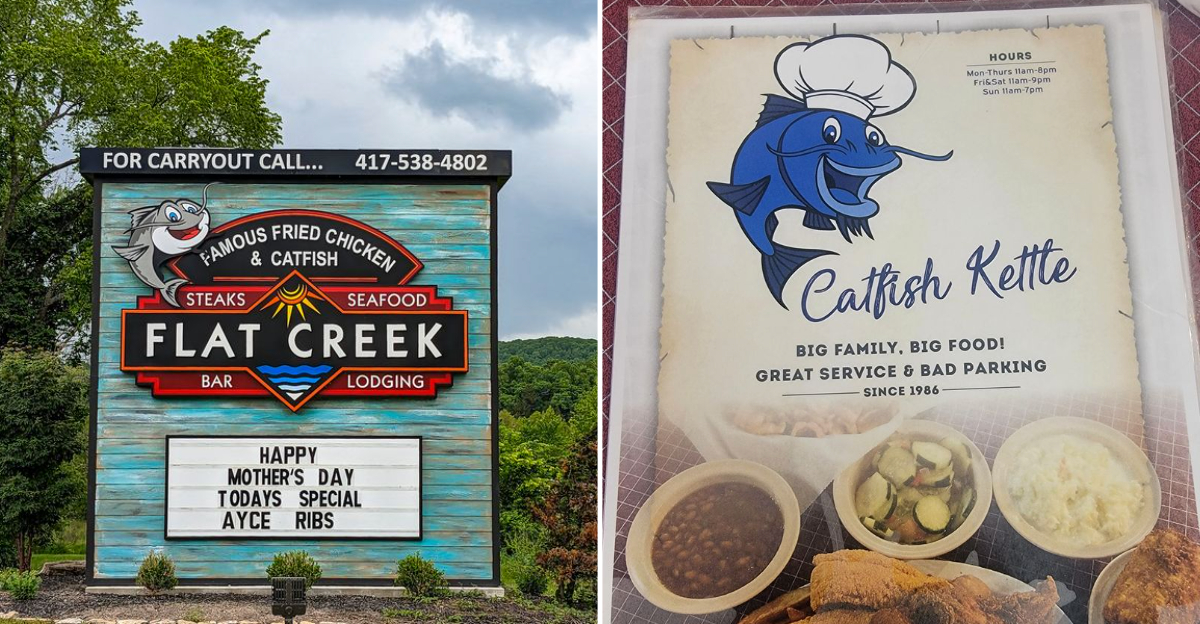 FOR CARRYOUT CALL... 417-538-4802
FAMOUS FRIED CHICKEN
& CATFISH
STEAKS SEAFOOD
FLAT CREEK
BAR LODGING
HAPPY
MOTHER'S DAY
TODAYS SPECIAL
AYCE RIBS
HOURS
Mon-Thurs 11am-8pm
Fri&Sat 11am-9pm
Sun 11am-7pm
Catfish Kettle
BIG FAMILY, BIG FOOD!
GREAT SERVICE & BAD PARKING
SINCE 1986